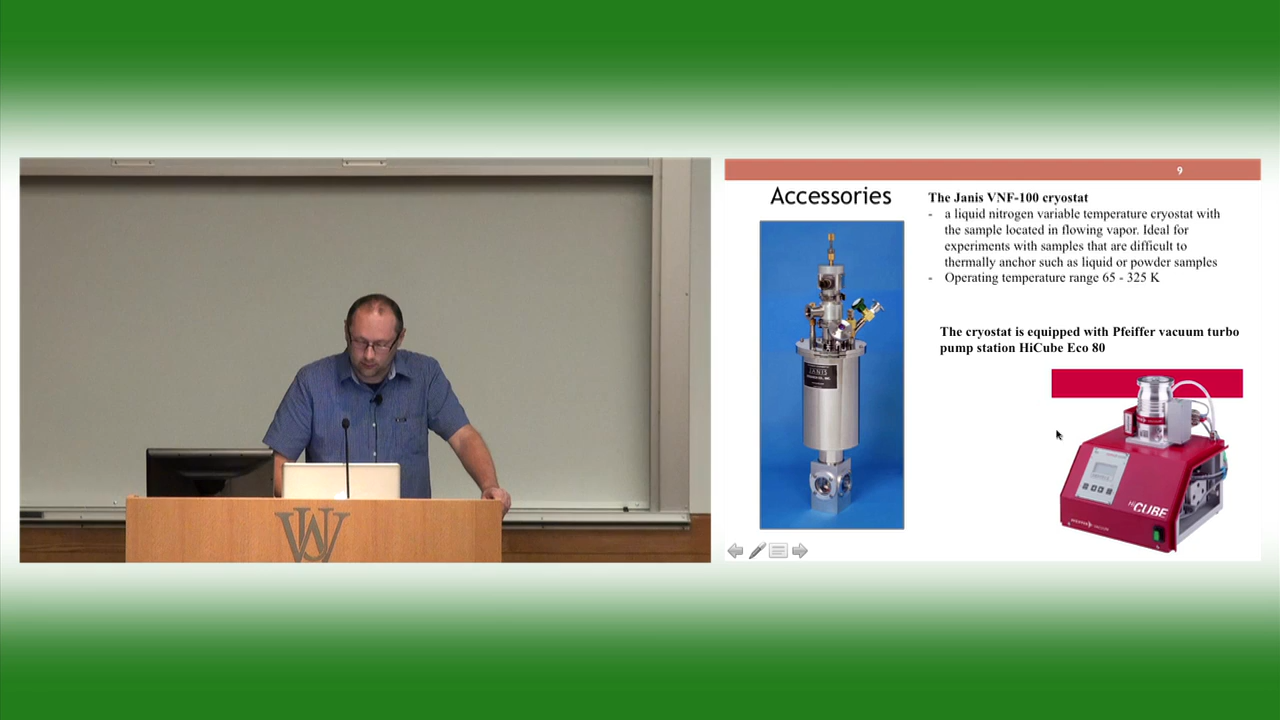 WU
9
Accessories
The Janis VNF-100 cryostat
- a liquid nitrogen variable temperature cryostat with
the sample located in flowing vapor. Ideal for
experiments with samples that are difficult to
thermally anchor such as liquid or powder samples
- Operating temperature range 65 - 325 K
The cryostat is equipped with Pfeiffer vacuum turbo
pump station HiCube Eco 80
JANIS
HiCUBE